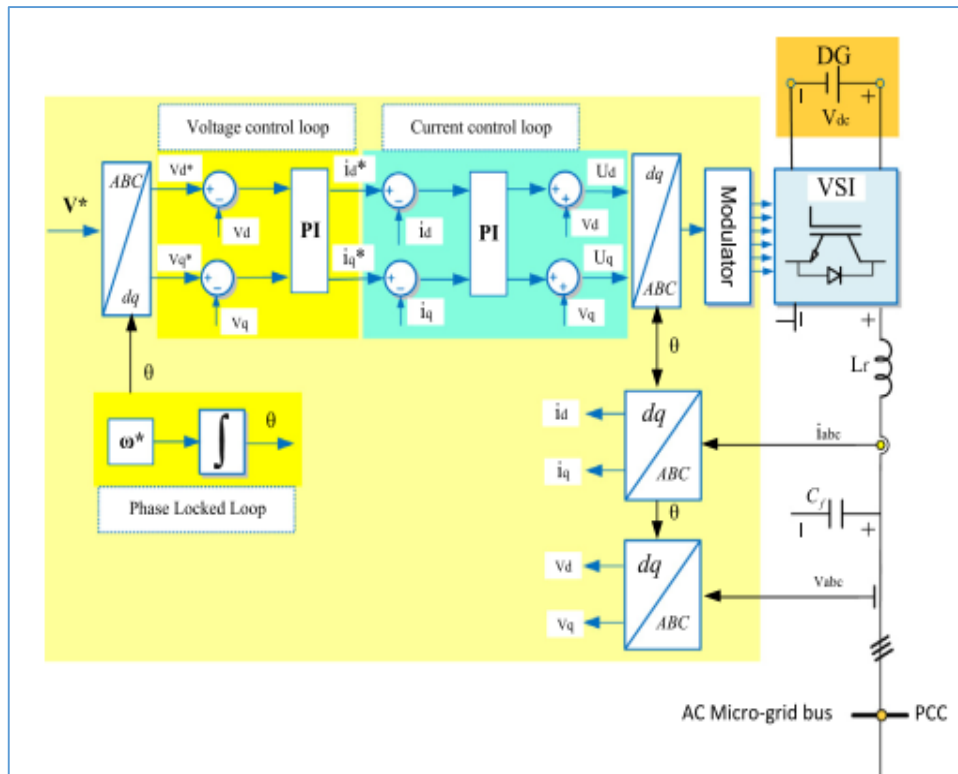 DG
Vdc
Voltage control loop
Current control loop
V*
ABC
dq
Vd*
Vd
Vq*
Vq
PI
id*
iq*
id
iq
PI
Ud
Vd
Uq
Vq
dq
ABC
Modulator
VSI
θ
θ
Lr
ω*
∫
θ
Phase Locked Loop
id
iq
dq
ABC
iabc
θ
Cf
Vd
Vq
dq
ABC
vabc
AC Micro-grid bus
PCC